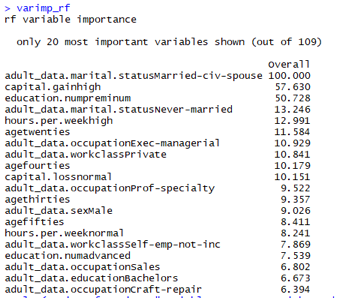 > varimp_rf
rf variable importance
only 20 most important variables shown (out of 109)
Overall
adult_data.marital.statusMarried-civ-spouse 100.000
capital.gainhigh 57.630
education.numpreminum 50.728
adult_data.marital.statusNever-married 13.246
hours.per.weekhigh 12.991
agetwenties 11.584
adult_data.occupationExec-managerial 10.929
adult_data.workclassPrivate 10.841
agefourties 10.179
capital.lossnormal 10.151
adult_data.occupationProf-specialty 9.522
agethirties 9.357
adult_data.sexMale 9.026
agefifties 8.411
hours.per.weeknormal 8.241
adult_data.workclassSelf-emp-not-inc 7.869
education.numadvanced 7.539
adult_data.occupationSales 6.802
adult_data.educationBachelors 6.673
adult_data.occupationCraft-repair 6.394